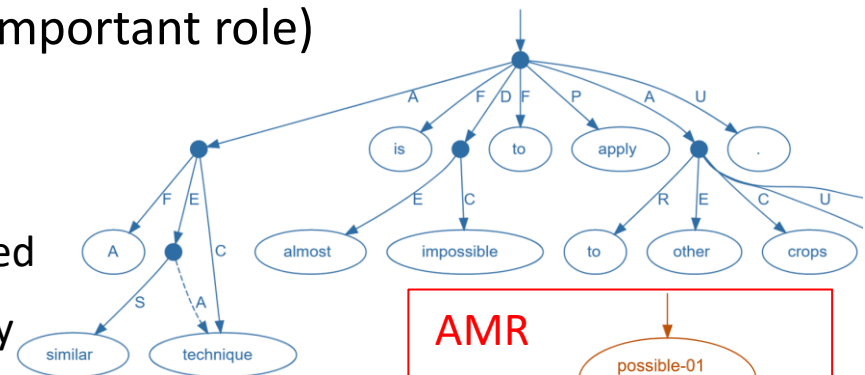 mportant role)
A F D F P A U
is to apply .
F E C E C R E C U
A almost impossible to other crops
ed
S A
AMR
y
similar technique
possible-01